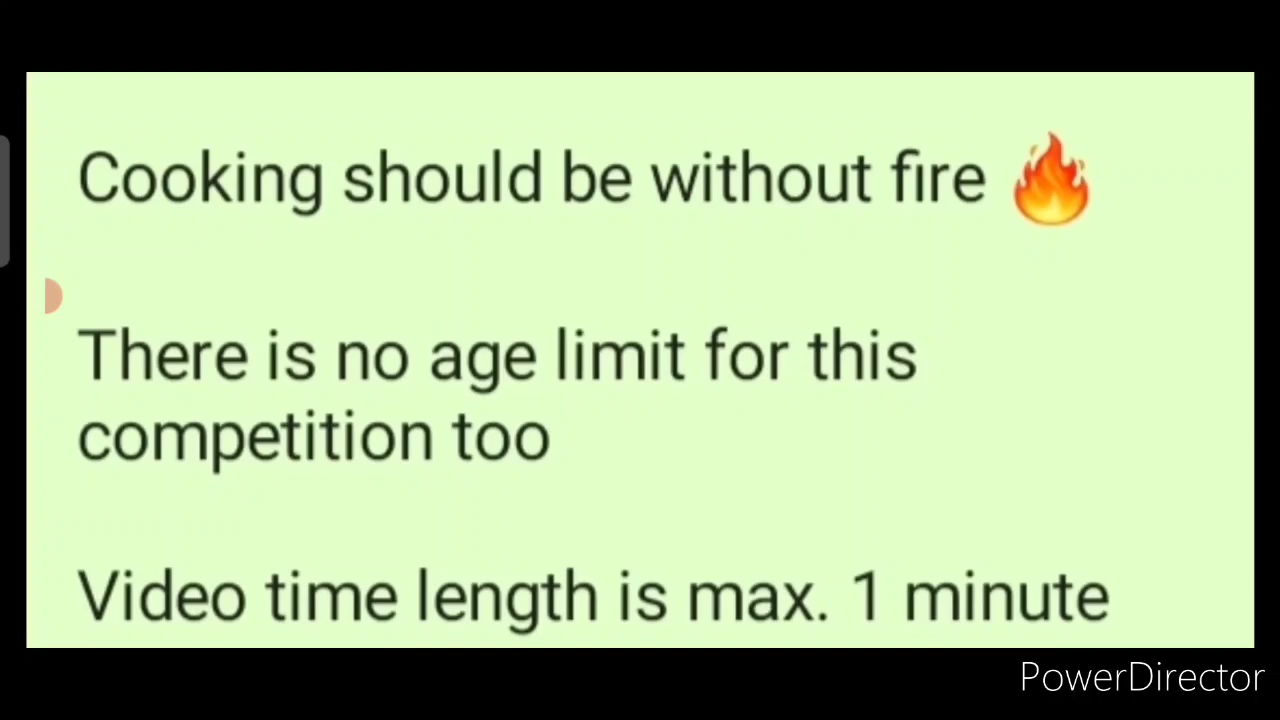 Cooking should be without fire 🔥
There is no age limit for this
competition too
Video time length is max. 1 minute
PowerDirector